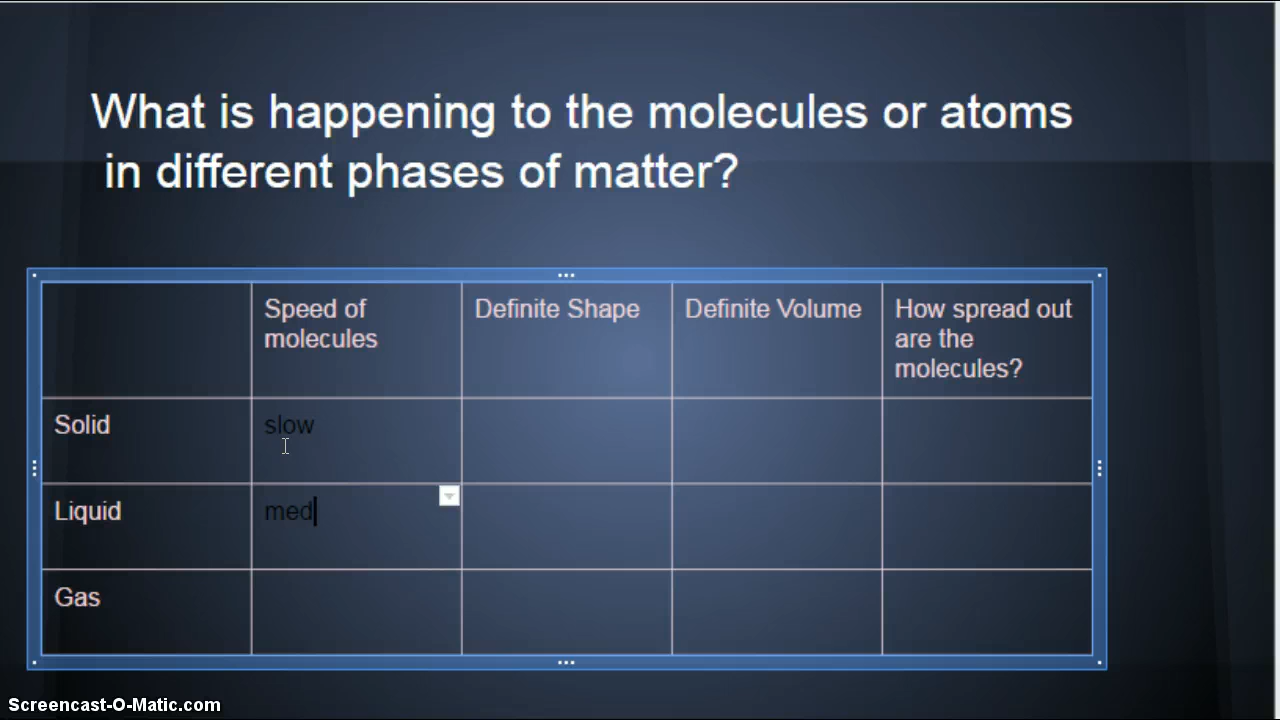 What is happening to the molecules or atoms
in different phases of matter?
Speed of
molecules
Definite Shape
Definite Volume
How spread out
are the
molecules?
Solid
slow
Liquid
med
Gas
Screencast-O-Matic.com